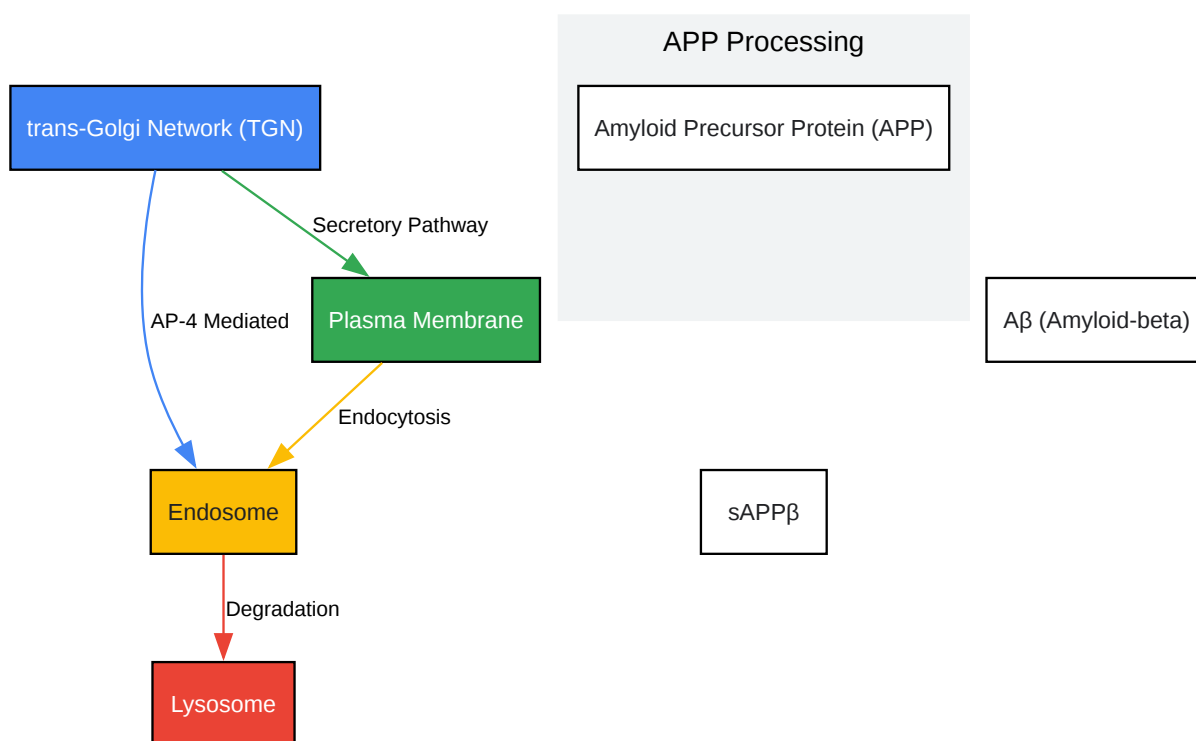 APP Processing
trans-Golgi Network (TGN)
Amyloid Precursor Protein (APP)
Secretory Pathway
AP-4 Mediated
Plasma Membrane
Aβ (Amyloid-beta)
Endocytosis
Endosome
sAPPβ
Degradation
Lysosome